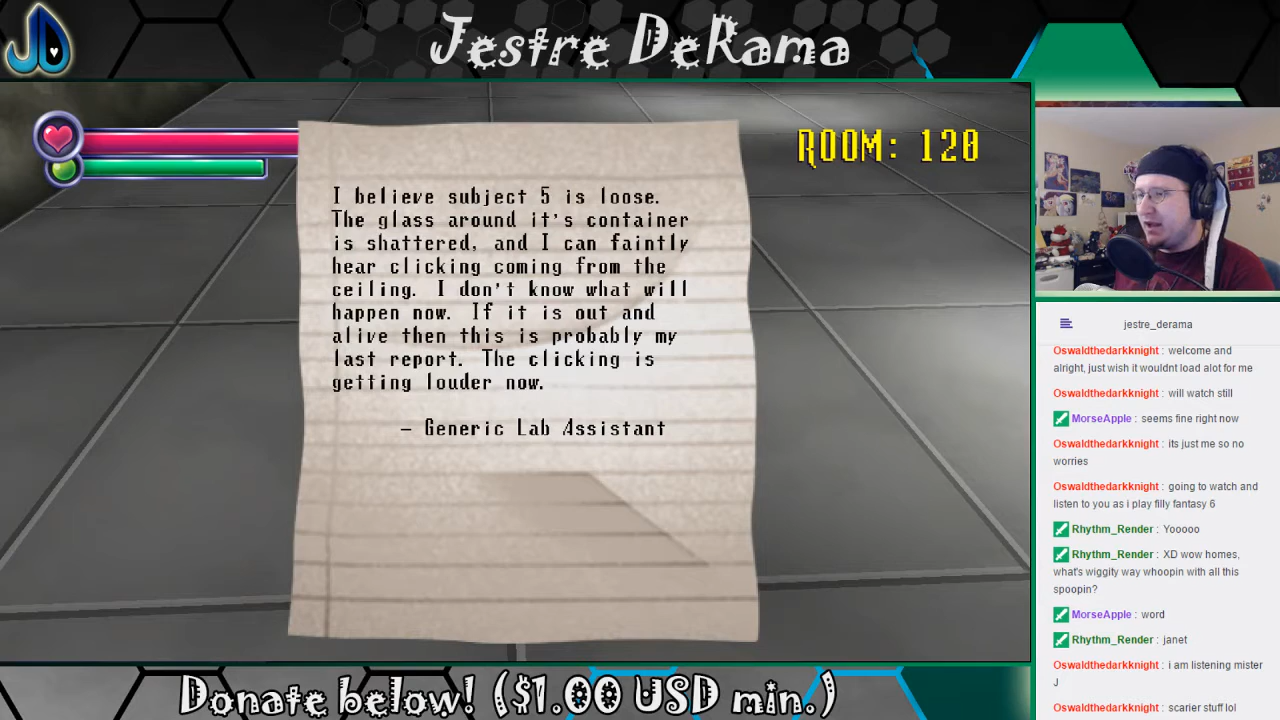 JD
Jestre DeRama
ROOM: 120
I believe subject 5 is loose.
The glass around it's container
is shattered, and I can faintly
hear clicking coming from the
ceiling. I don't know what will
happen now. If it is out and
alive then this is probably my
last report. The clicking is
getting louder now.
- Generic Lab Assistant
jestre_derama
Oswaldthedarkknight : welcome and
alright, just wish it wouldnt load alot for me
Oswaldthedarkknight : will watch still
MorseApple : seems fine right now
Oswaldthedarkknight : its just me so no
worries
Oswaldthedarkknight : going to watch and
listen to you as i play filly fantasy 6
Rhythm_Render : Yooooo
Rhythm_Render : XD wow homes,
what's wiggity way whoopin with all this
spoopin?
MorseApple : word
Rhythm_Render : janet
Oswaldthedarkknight : i am listening mister
J
Oswaldthedarkknight : scarier stuff lol
Donate below! ($1.00 USD min.)